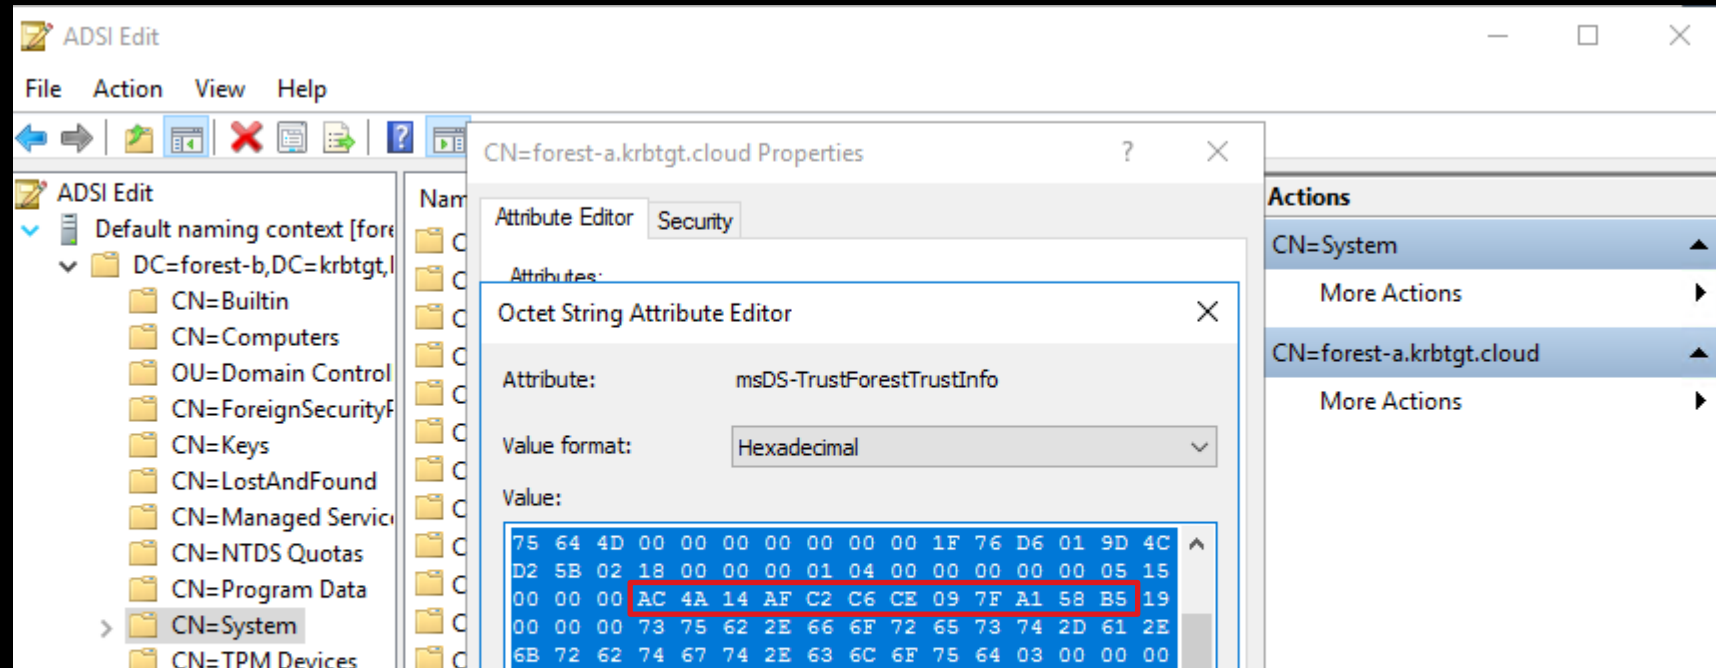 ADSI Edit
File Action View Help
CN=forest-a.krbtgt.cloud Properties ?
ADSI Edit
Default naming context [fore
DC=forest-b,DC=krbtgt,
CN=Builtin
CN=Computers
OU=Domain Control
CN=ForeignSecurity
CN=Keys
CN=LostAndFound
CN=Managed Servic
CN=NTDS Quotas
CN=Program Data
CN=System
CN=TPM Devices
Nam
C
C
C
C
C
C
C
C
C
C
C
C
Attribute Editor Security
Attributes:
Octet String Attribute Editor
Attribute: msDS-TrustForestTrustInfo
Value format: Hexadecimal
Value:
75 64 4D 00 00 00 00 00 00 00 1F 76 D6 01 9D 4C
D2 5B 02 18 00 00 00 01 04 00 00 00 00 00 05 15
00 00 00 AC 4A 14 AF C2 C6 CE 09 7F A1 58 B5 19
00 00 00 73 75 62 2E 66 6F 72 65 73 74 2D 61 2E
6B 72 62 74 67 74 2E 63 6C 6F 75 64 03 00 00 00
Actions
CN=System
More Actions
CN=forest-a.krbtgt.cloud
More Actions